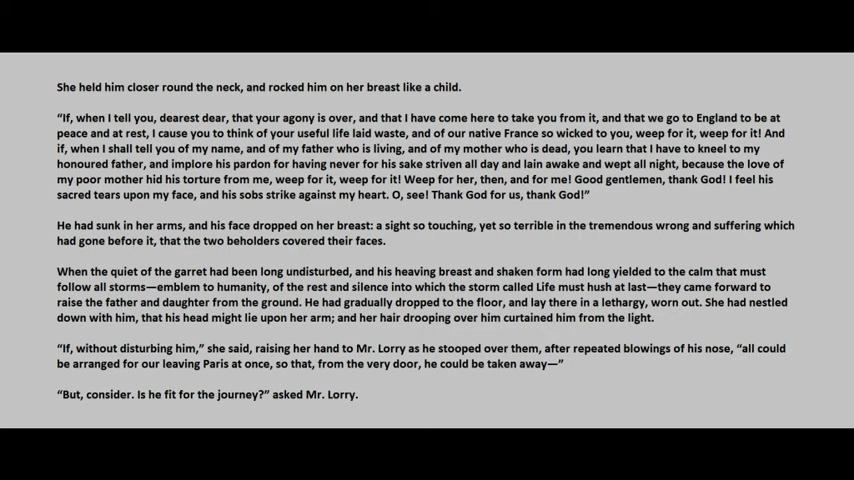 She held him closer round the neck, and rocked him on her breast like a child.
“If, when I tell you, dearest dear, that your agony is over, and that I have come here to take you from it, and that we go to England to be at
peace and at rest, I cause you to think of your useful life laid waste, and of our native France so wicked to you, weep for it, weep for it! And
if, when I shall tell you of my name, and of my father who is living, and of my mother who is dead, you learn that I have to kneel to my
honoured father, and implore his pardon for having never for his sake striven all day and lain awake and wept all night, because the love of
my poor mother hid his torture from me, weep for it, weep for it! Weep for her, then, and for me! Good gentlemen, thank God! I feel his
sacred tears upon my face, and his sobs strike against my heart. O, see! Thank God for us, thank God!”
He had sunk in her arms, and his face dropped on her breast: a sight so touching, yet so terrible in the tremendous wrong and suffering which
had gone before it, that the two beholders covered their faces.
When the quiet of the garret had been long undisturbed, and his heaving breast and shaken form had long yielded to the calm that must
follow all storms—emblem to humanity, of the rest and silence into which the storm called Life must hush at last—they came forward to
raise the father and daughter from the ground. He had gradually dropped to the floor, and lay there in a lethargy, worn out. She had nestled
down with him, that his head might lie upon her arm; and her hair drooping over him curtained him from the light.
“If, without disturbing him,” she said, raising her hand to Mr. Lorry as he stooped over them, after repeated blowings of his nose, “all could
be arranged for our leaving Paris at once, so that, from the very door, he could be taken away—”
“But, consider. Is he fit for the journey?” asked Mr. Lorry.